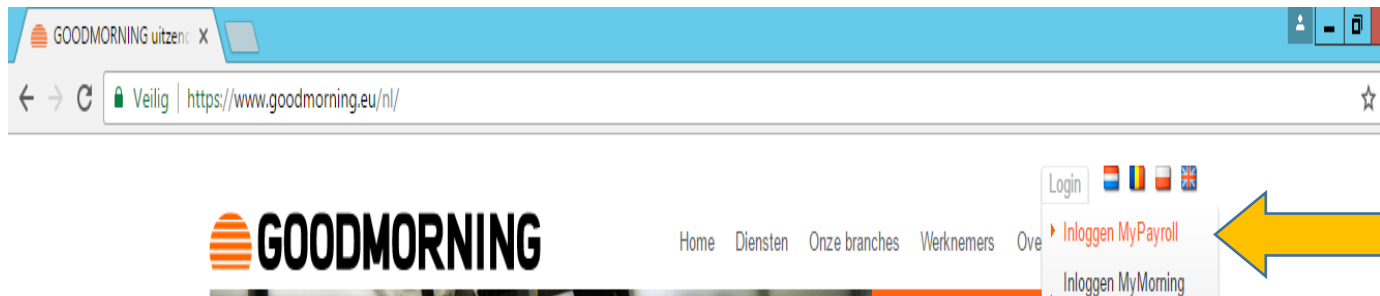 GOODMORNING uitzend
Veilig | https://www.goodmorning.eu/nl/
Login
GOODMORNING
Home Diensten Onze branches Werknemers Ove
Inloggen MyPayroll
Inloggen MyMorning